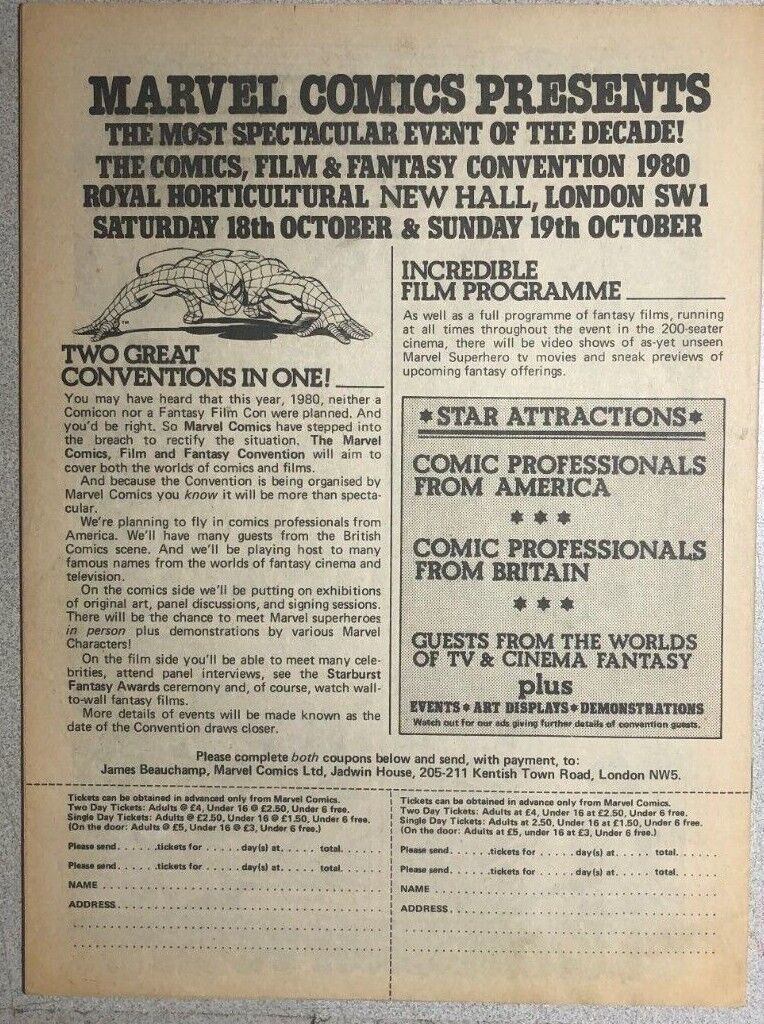 MARVEL COMICS PRESENTS
THE MOST SPECTACULAR EVENT OF THE DECADE!
THE COMICS, FILM & FANTASY CONVENTION 1980
ROYAL HORTICULTURAL NEW HALL, LONDON SW1
SATURDAY 18th OCTOBER & SUNDAY 19th OCTOBER
TM
TWO GREAT
CONVENTIONS IN ONE!
You may have heard that this year, 1980, neither a
Comicon nor a Fantasy Film Con were planned. And
you'd be right. So Marvel Comics have stepped into
the breach to rectify the situation. The Marvel
Comics, Film and Fantasy Convention will aim to
cover both the worlds of comics and films.
And because the Convention is being organised by
Marvel Comics you know it will be more than specta-
cular.
We're planning to fly in comics professionals from
America. We'll have many guests from the British
Comics scene. And we'll be playing host to many
famous names from the worlds of fantasy cinema and
television.
On the comics side we'll be putting on exhibitions
of original art, panel discussions, and signing sessions.
There will be the chance to meet Marvel superheroes
in person plus demonstrations by various Marvel
Characters!
On the film side you'll be able to meet many cele-
brities, attend panel interviews, see the Starburst
Fantasy Awards ceremony and, of course, watch wall-
to-wall fantasy films.
More details of events will be made known as the
date of the Convention draws closer.
INCREDIBLE
FILM PROGRAMME
As well as a full programme of fantasy films, running
at all times throughout the event in the 200-seater
cinema, there will be video shows of as-yet unseen
Marvel Superhero tv movies and sneak previews of
upcoming fantasy offerings.
★STAR ATTRACTIONS★
COMIC PROFESSIONALS
FROM AMERICA
★ ★ ★
COMIC PROFESSIONALS
FROM BRITAIN
★ ★ ★
GUESTS FROM THE WORLDS
OF TV & CINEMA FANTASY
plus
EVENTS★ART DISPLAYS★DEMONSTRATIONS
Watch out for our ads giving further details of convention guests.
Please complete both coupons below and send, with payment, to:
James Beauchamp, Marvel Comics Ltd, Jadwin House, 205-211 Kentish Town Road, London NW5.
Tickets can be obtained in advanced only from Marvel Comics.
Two Day Tickets: Adults @ £4, Under 16 @ £2.50, Under 6 free.
Single Day Tickets: Adults @ £2.50, Under 16 @ £1.50, Under 6 free.
(On the door: Adults @ £5, Under 16 @ £3, Under 6 free.)
Please send......tickets for ......day(s) at......total......
Please send......tickets for ......day(s) at......total......
NAME
ADDRESS
Tickets can be obtained in advance only from Marvel Comics.
Two Day Tickets: Adults at £4, Under 16 at £2.50, Under 6 free.
Single Day Tickets: Adults at 2.50, Under 16 at £1.50, Under 6 free.
(On the door: Adults at £5, under 16 at £3, Under 6 free.)
Please send......tickets for ......day(s) at......total......
Please send......tickets for ......day(s) at......total......
NAME
ADDRESS